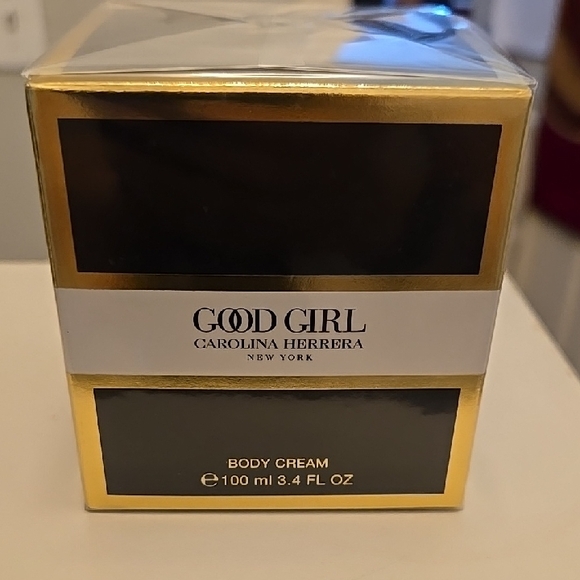 GOOD GIRL
CAROLINA HERRERA
NEW YORK
BODY CREAM
℮100 ml 3.4 FL OZ